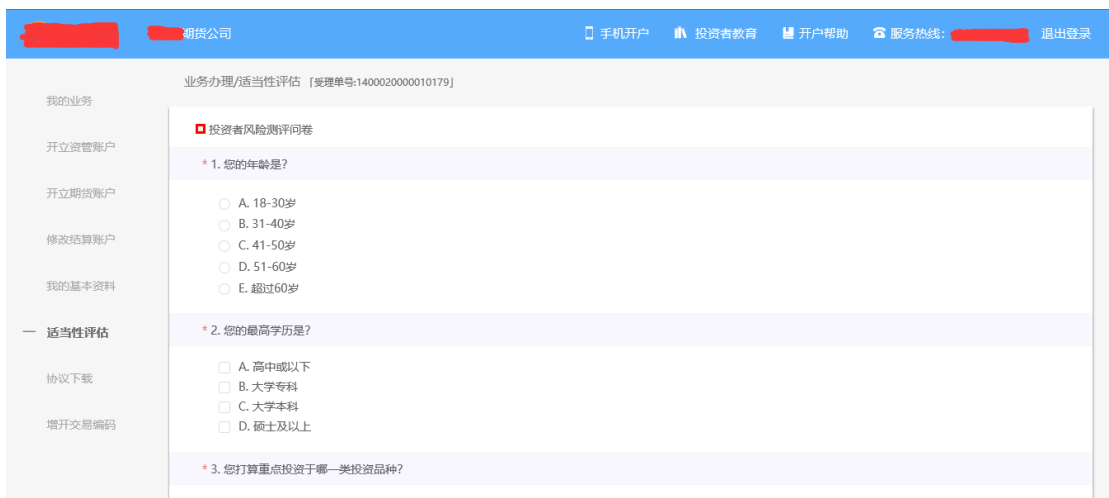 期货公司
手机开户
投资者教育
开户帮助
服务热线:
退出登录
业务办理/适当性评估「受理单号:1400020000010179」
我的业务
开立资管账户
开立期货账户
修改结算账户
我的基本资料
— 适当性评估
协议下载
增开交易编码
投资者风险测评问卷
* 1. 您的年龄是?
A. 18-30岁
B. 31-40岁
C. 41-50岁
D. 51-60岁
E. 超过60岁
* 2. 您的最高学历是?
A. 高中或以下
B. 大学专科
C. 大学本科
D. 硕士及以上
* 3. 您打算重点投资于哪一类投资品种?